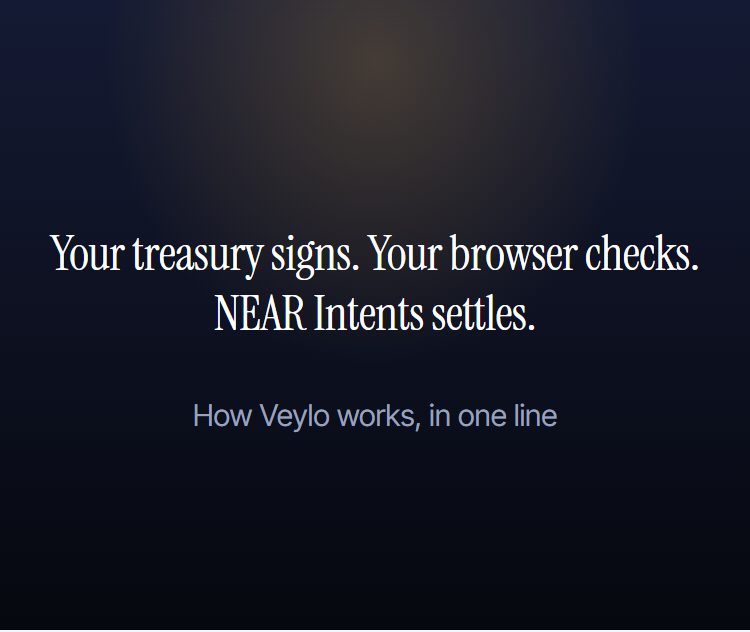 Your treasury signs. Your browser checks.
NEAR Intents settles.
How Veylo works, in one line